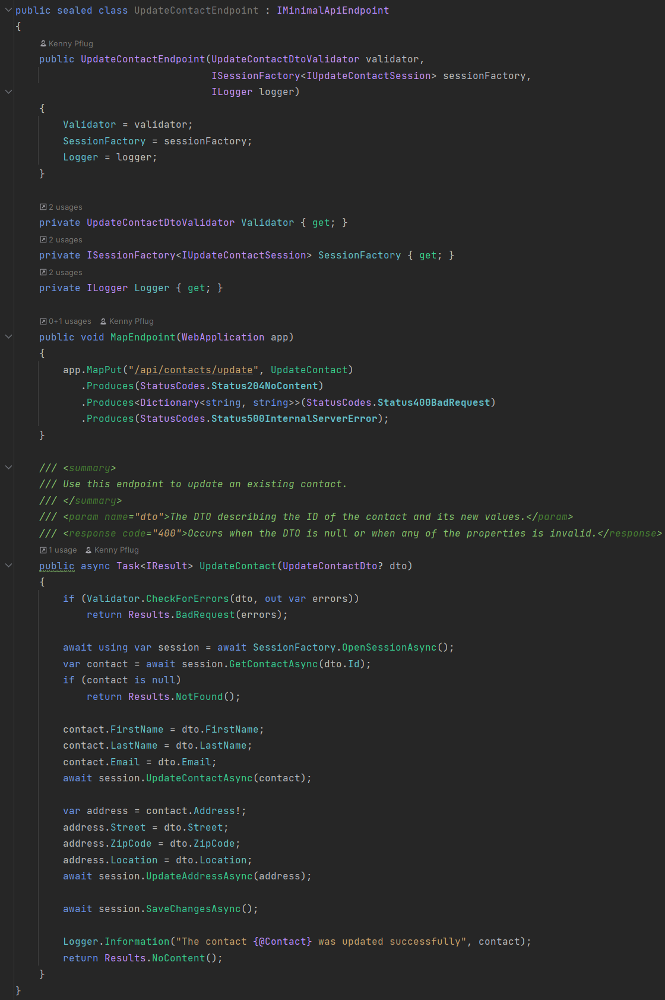 public sealed class UpdateContactEndpoint : IMinimalApiEndpoint
{
Kenny Pflug
public UpdateContactEndpoint(UpdateContactDtoValidator validator,
ISessionFactory<IUpdateContactSession> sessionFactory,
ILogger logger)
{
Validator = validator;
SessionFactory = sessionFactory;
Logger = logger;
}
2 usages
private UpdateContactDtoValidator Validator { get; }
2 usages
private ISessionFactory<IUpdateContactSession> SessionFactory { get; }
2 usages
private ILogger Logger { get; }
0+1 usages Kenny Pflug
public void MapEndpoint(WebApplication app)
{
app.MapPut("/api/contacts/update", UpdateContact)
.Produces(StatusCodes.Status204NoContent)
.Produces<Dictionary<string, string>>(StatusCodes.Status400BadRequest)
.Produces(StatusCodes.Status500InternalServerError);
}
/// <summary>
/// Use this endpoint to update an existing contact.
/// </summary>
/// <param name="dto">The DTO describing the ID of the contact and its new values.</param>
/// <response code="400">Occurs when the DTO is null or when any of the properties is invalid.</response>
1 usage Kenny Pflug
public async Task<IResult> UpdateContact(UpdateContactDto? dto)
{
if (Validator.CheckForErrors(dto, out var errors))
return Results.BadRequest(errors);
await using var session = await SessionFactory.OpenSessionAsync();
var contact = await session.GetContactAsync(dto.Id);
if (contact is null)
return Results.NotFound();
contact.FirstName = dto.FirstName;
contact.LastName = dto.LastName;
contact.Email = dto.Email;
await session.UpdateContactAsync(contact);
var address = contact.Address!;
address.Street = dto.Street;
address.ZipCode = dto.ZipCode;
address.Location = dto.Location;
await session.UpdateAddressAsync(address);
await session.SaveChangesAsync();
Logger.Information("The contact {@Contact} was updated successfully", contact);
return Results.NoContent();
}
}